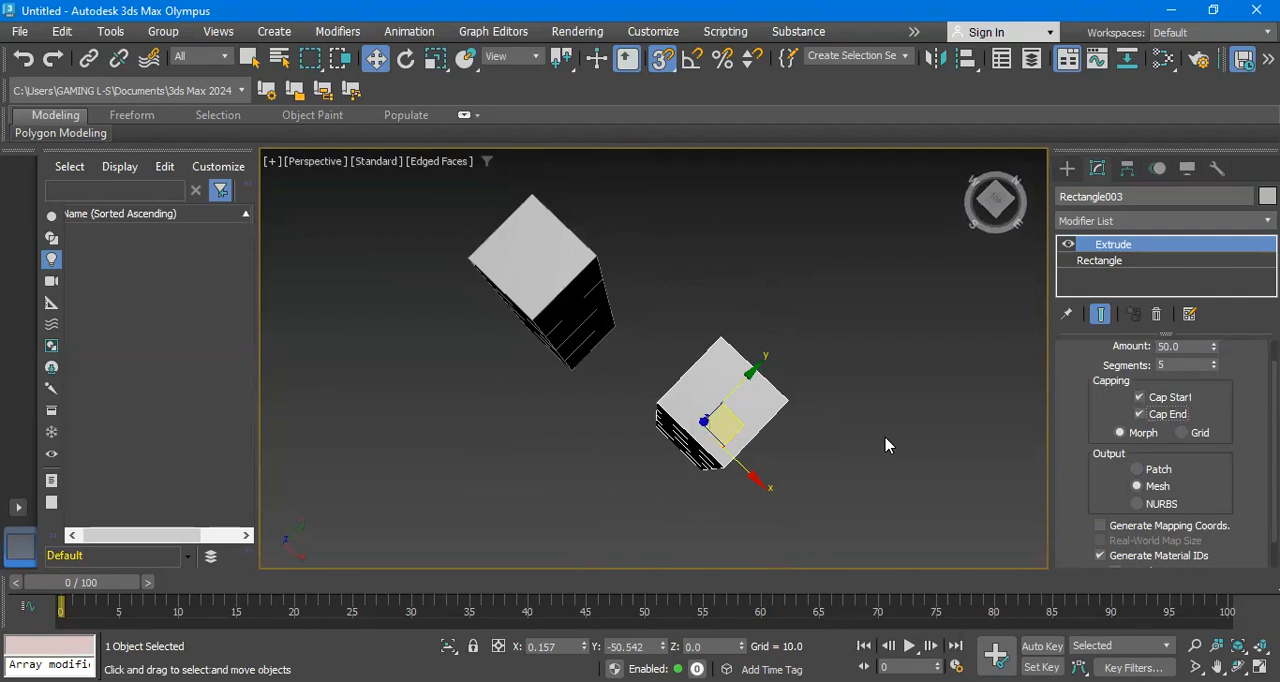 Untitled - Autodesk 3ds Max Olympus
File Edit Tools Group Views Create Modifiers Animation Graph Editors Rendering Customize Scripting Substance Sign In Workspaces: Default
All View Create Selection Se
C:\Users\GAMING L-S\Documents\3ds Max 2024
Modeling Freeform Selection Object Paint Populate
Polygon Modeling
Select Display Edit Customize
Name (Sorted Ascending)
[+] [Perspective] [Standard] [Edged Faces]
Rectangle003
Modifier List
Extrude
Rectangle
Amount: 50.0
Segments: 5
Capping
Cap Start
Cap End
Morph Grid
Output
Patch
Mesh
NURBS
Generate Mapping Coords.
Real-World Map Size
Generate Material IDs
y
x
z
Default
0 / 100
0 5 10 15 20 25 30 35 40 45 50 55 60 65 70 75 80 85 90 95 100
1 Object Selected X: 0.157 Y: -50.542 Z: 0.0 Grid = 10.0 Auto Key Selected
Array modifi Click and drag to select and move objects Enabled: 0 Add Time Tag 0 Set Key Key Filters...